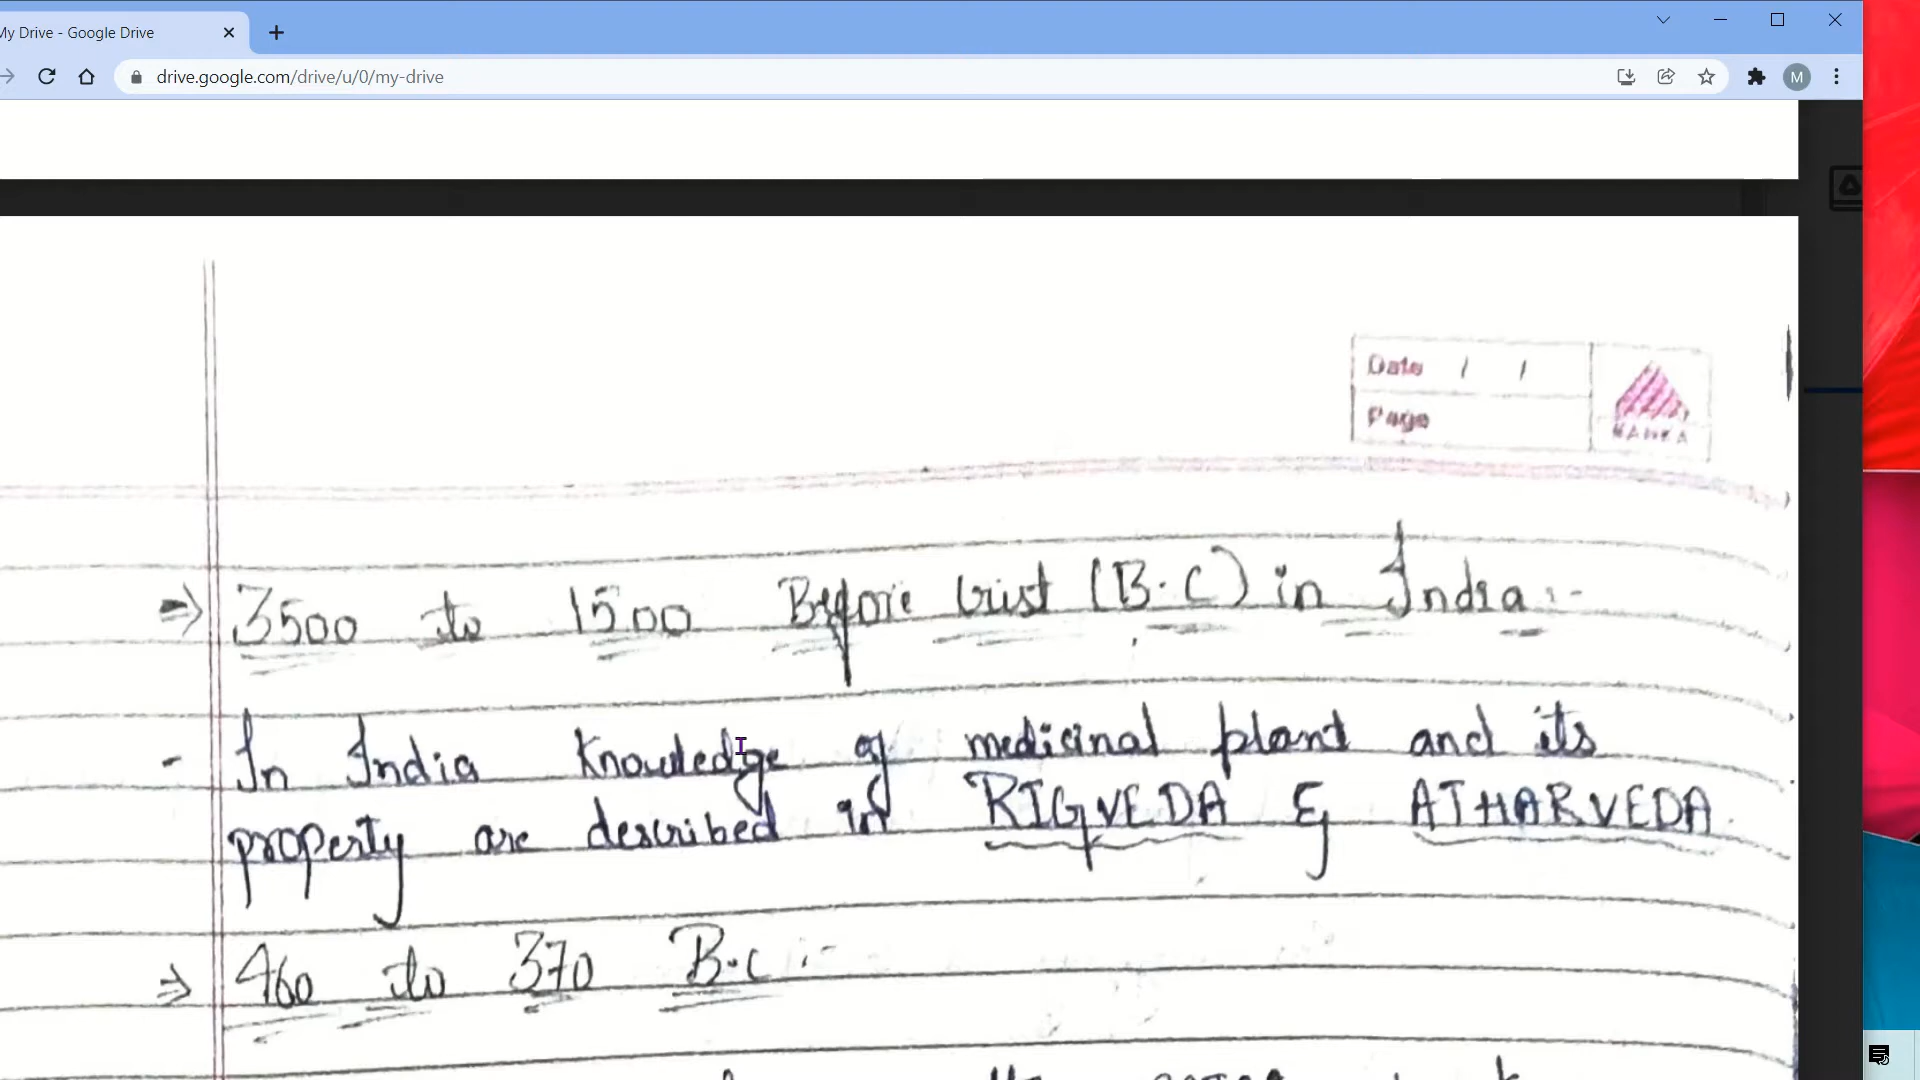 My Drive - Google Drive
drive.google.com/drive/u/0/my-drive
M
Date / /
Page
⇒ 3500 to 1500 Before Crist (B.C) in India :-
- In India Knowledge of medicinal plant and its
property are described in RIGVEDA & ATHARVEDA
⇒ 460 to 370 B.C :-